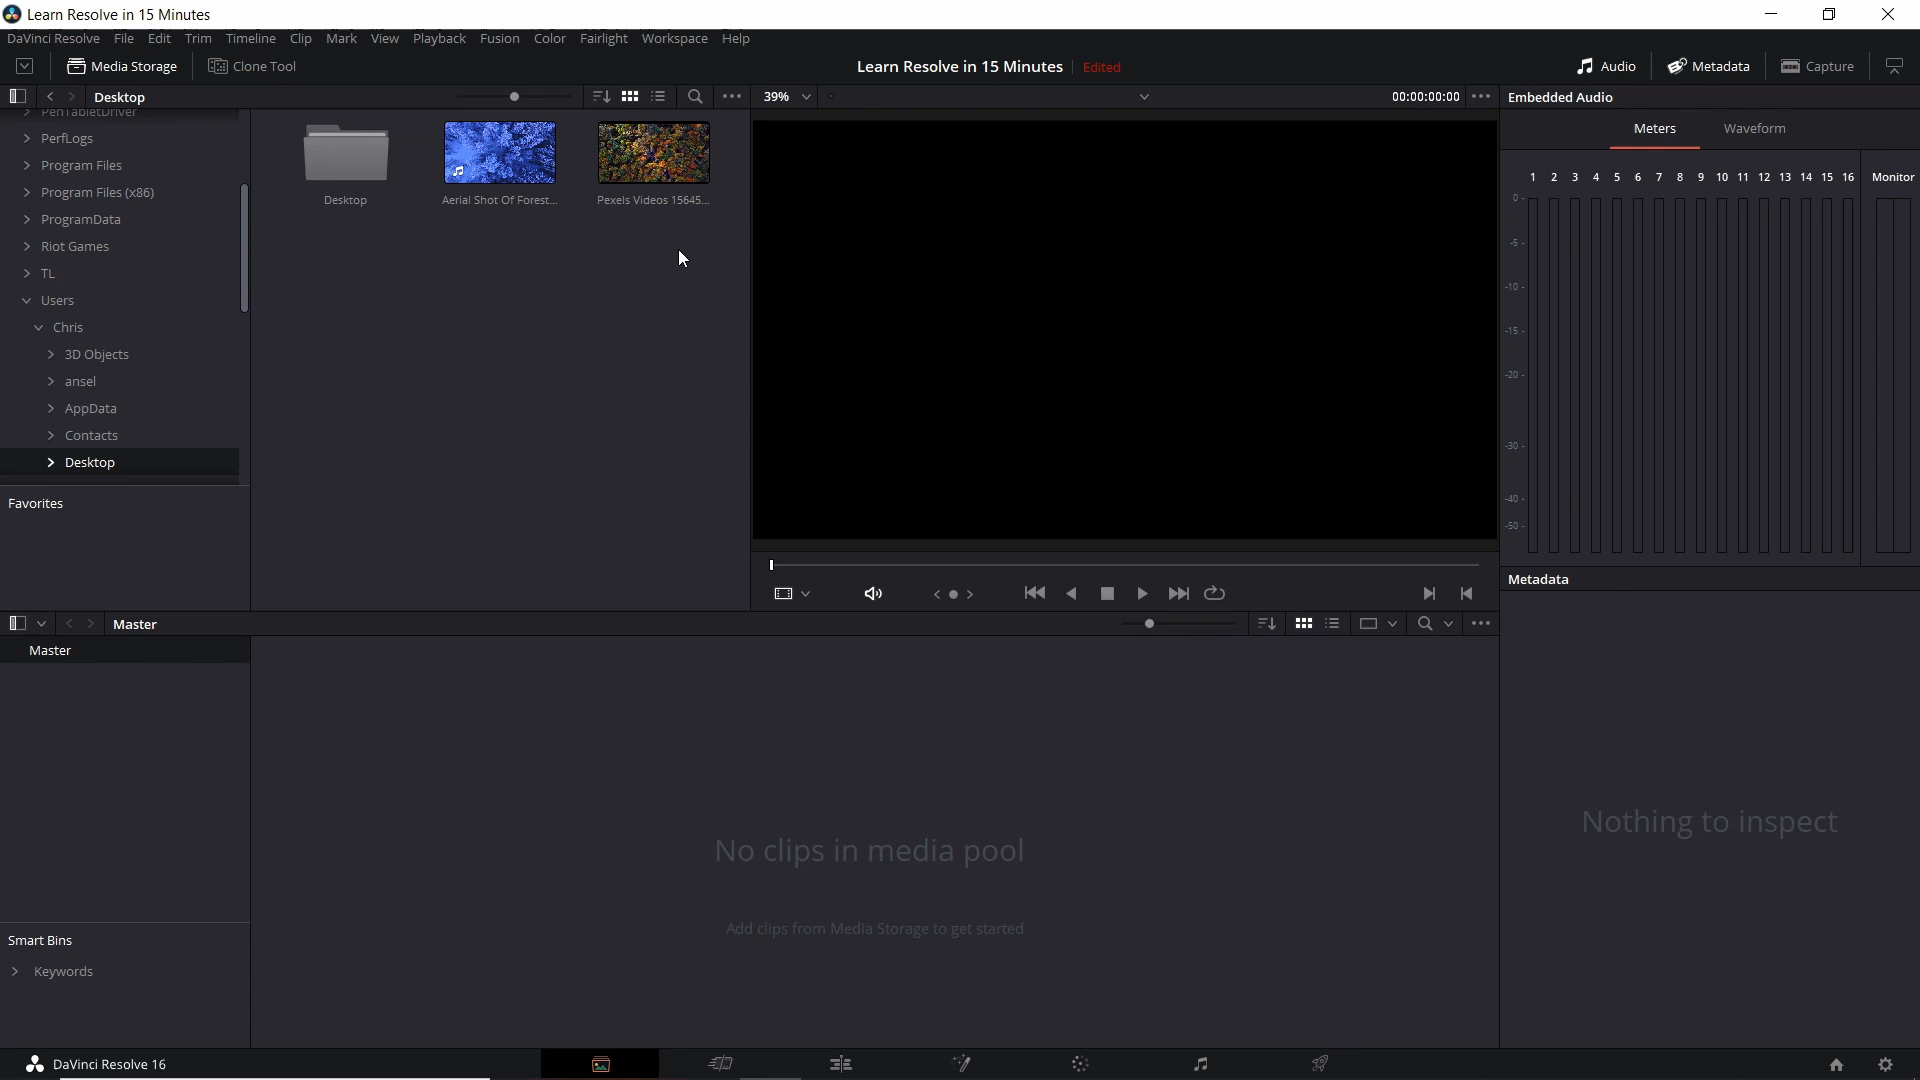 Learn Resolve in 15 Minutes
DaVinci Resolve File Edit Trim Timeline Clip Mark View Playback Fusion Color Fairlight Workspace Help
Media Storage Clone Tool Learn Resolve in 15 Minutes Edited Audio Metadata Capture
Desktop 39% 00:00:00:00 Embedded Audio
PenTabletDriver
PerfLogs
Program Files
Program Files (x86)
ProgramData
Riot Games
TL
Users
Chris
3D Objects
ansel
AppData
Contacts
Desktop
Favorites
Desktop
Aerial Shot Of Forest...
Pexels Videos 15645...
Meters Waveform
1 2 3 4 5 6 7 8 9 10 11 12 13 14 15 16 Monitor
0 -
-5 -
-10 -
-15 -
-20 -
-30 -
-40 -
-50 -
Metadata
Nothing to inspect
Master
Master
No clips in media pool
Add clips from Media Storage to get started
Smart Bins
Keywords
DaVinci Resolve 16